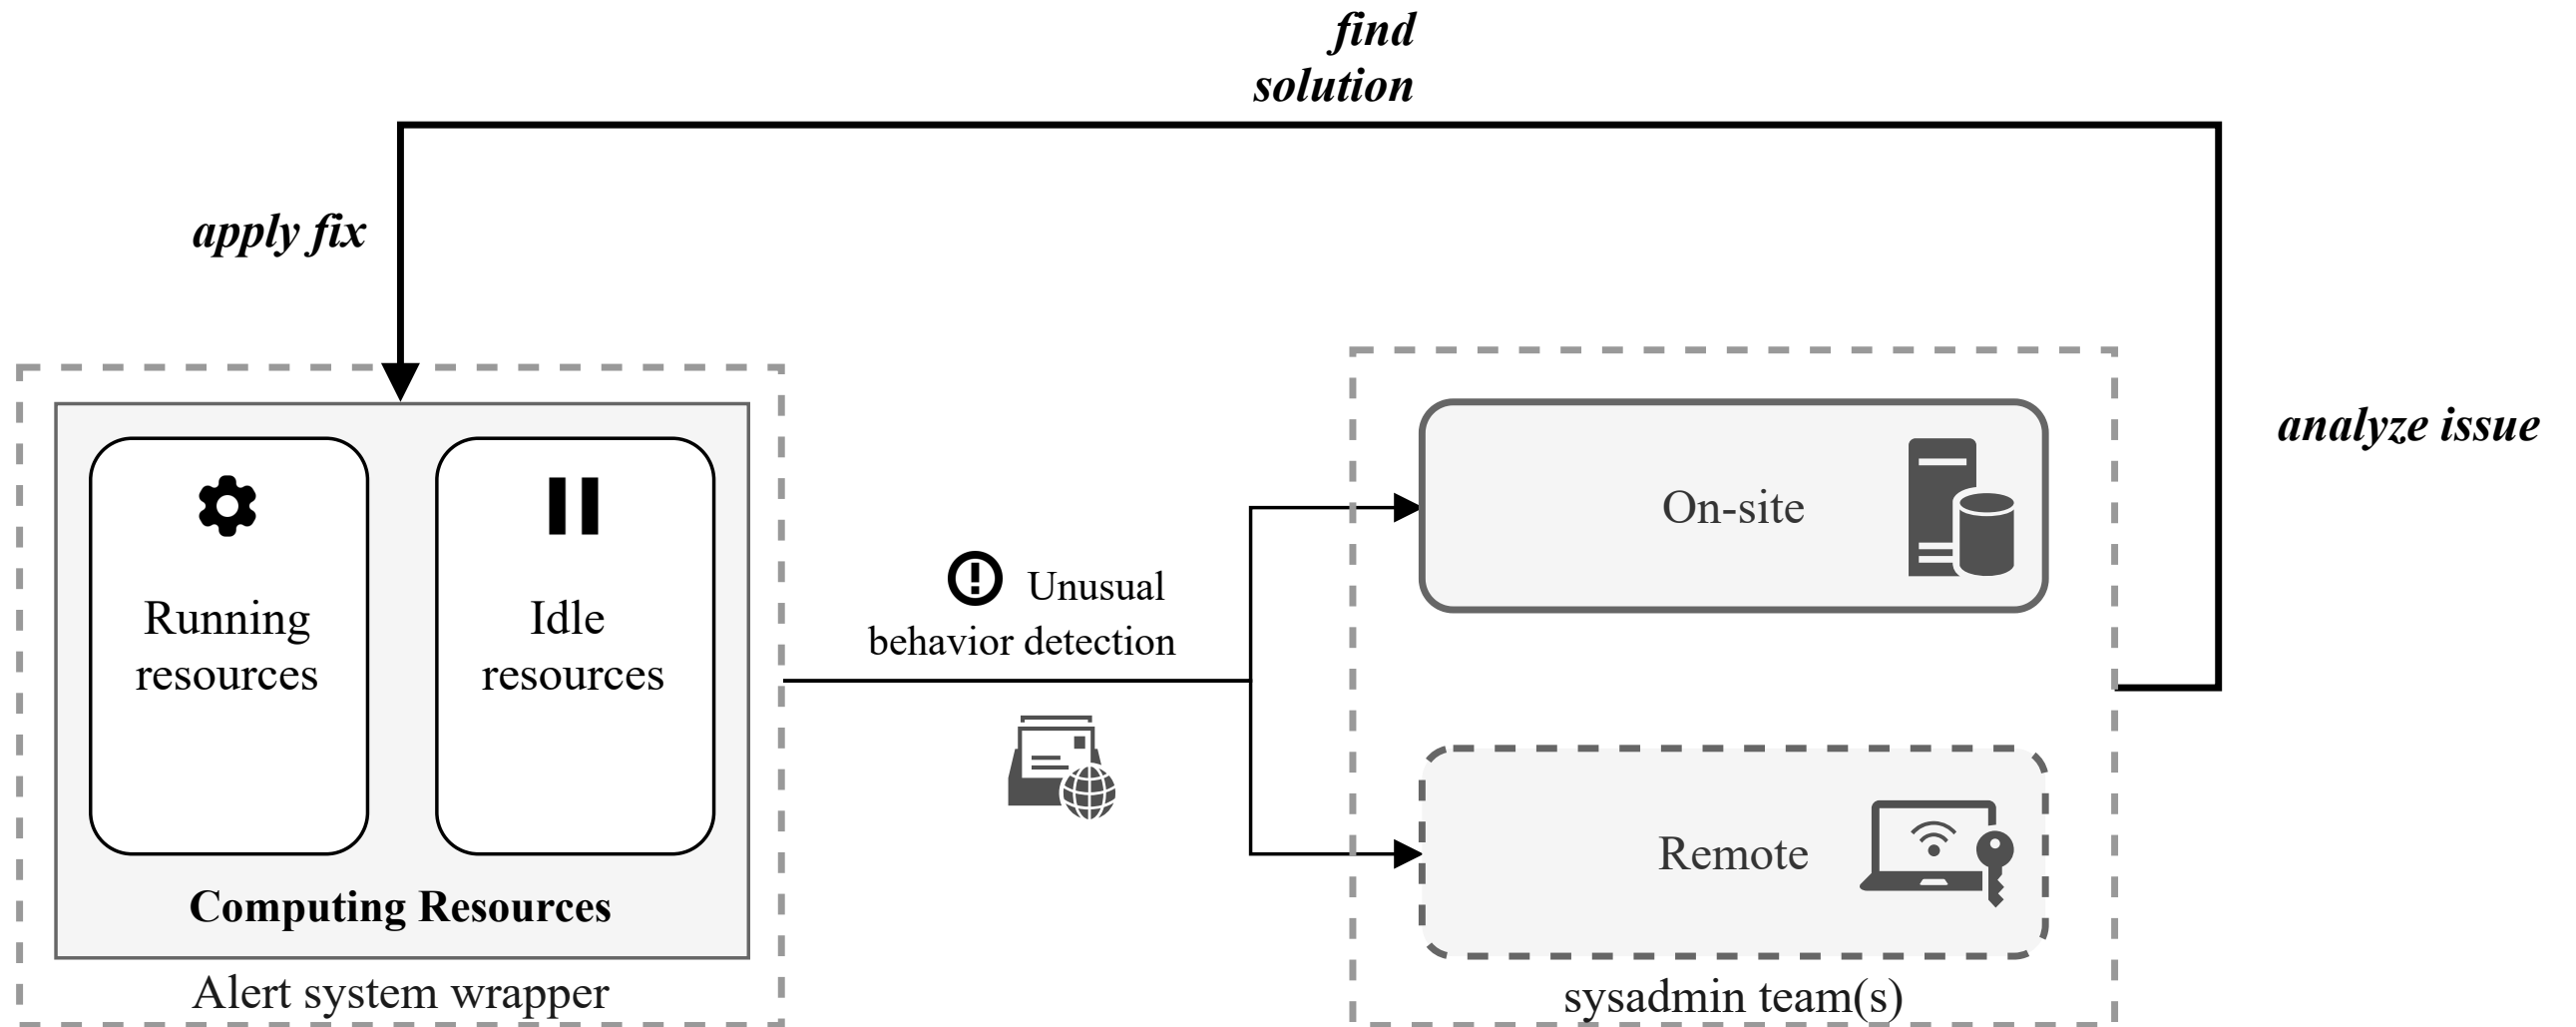 find
solution
apply fix
analyze issue
Running
resources
Idle
resources
Computing Resources
Alert system wrapper
Unusual
behavior detection
On-site
Remote
sysadmin team(s)